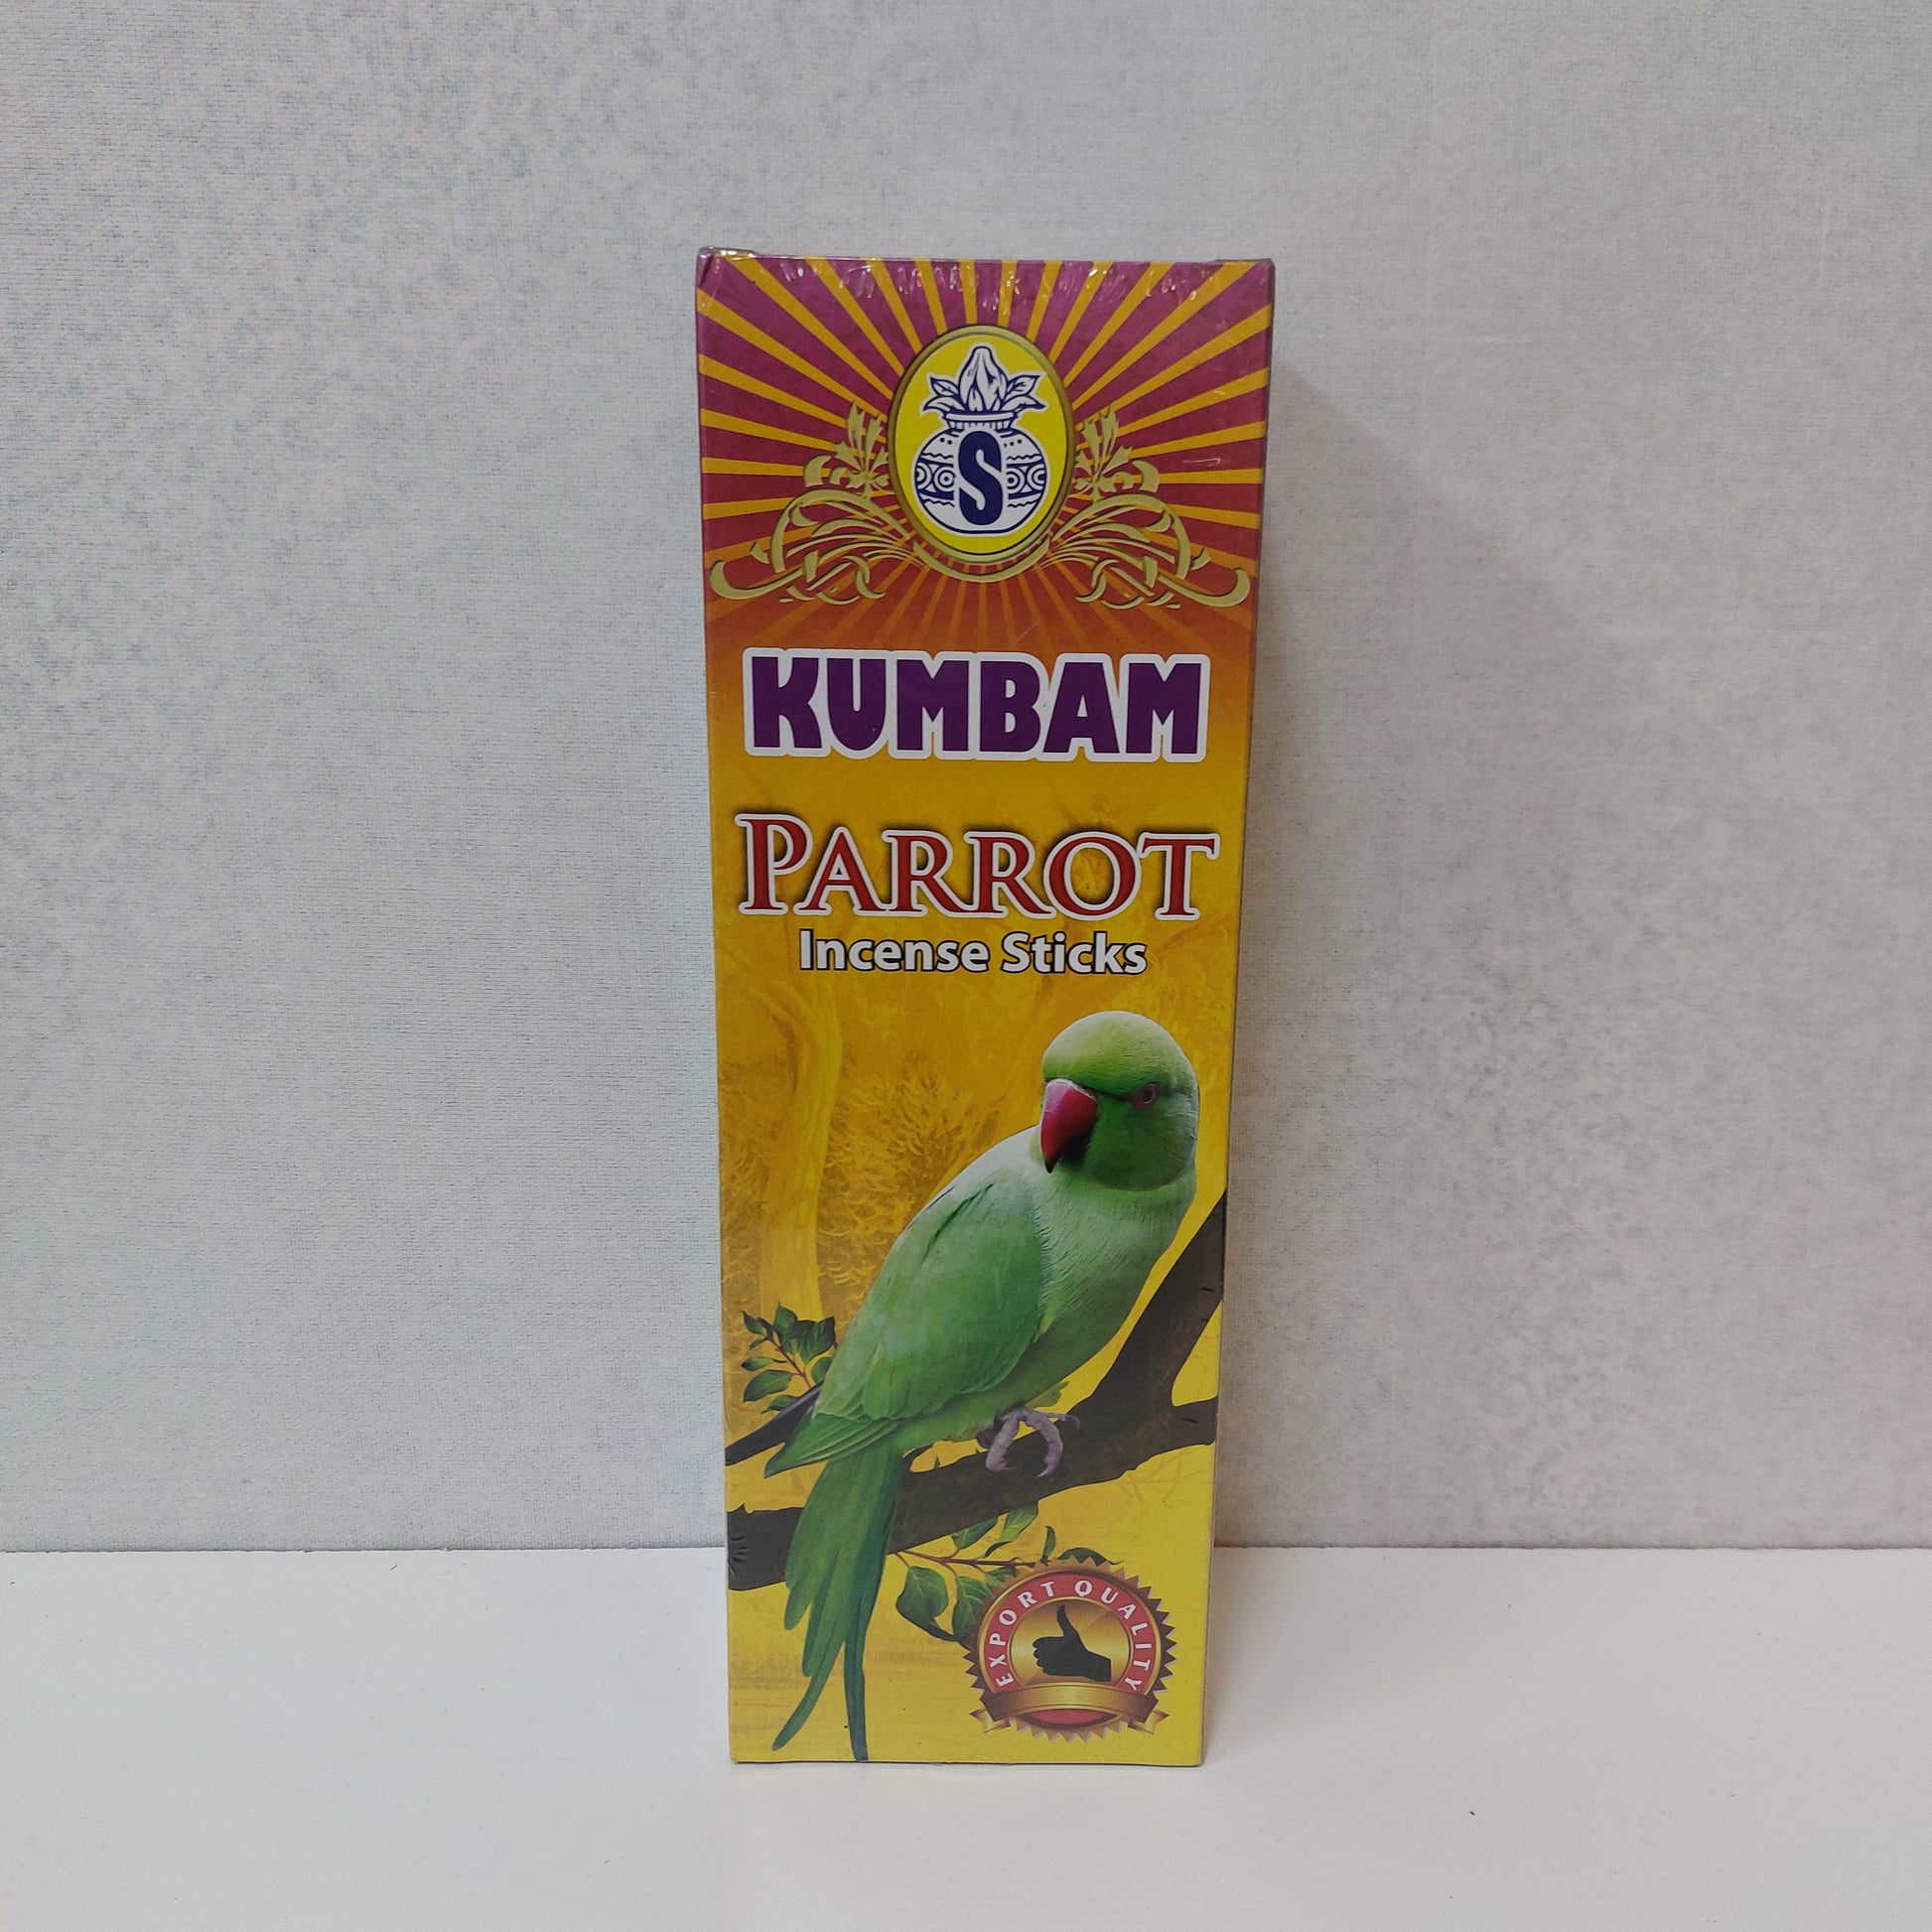 S
KUMBAM
PARROT
Incense Sticks
EXPORT QUALITY